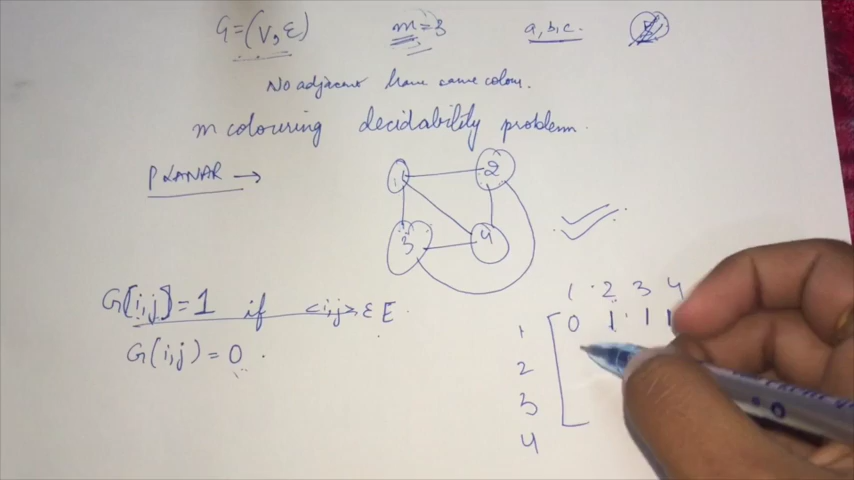 G=(V,E) m=3 a,b,c.
No adjacent have same colour.
m colouring decidability problem.
PLANAR →
1 2
3 4
G[i,j]=1 if <i,j> ε E
G(i,j)=0.
1 2 3 4
1 0 1 1 1
2
3
4